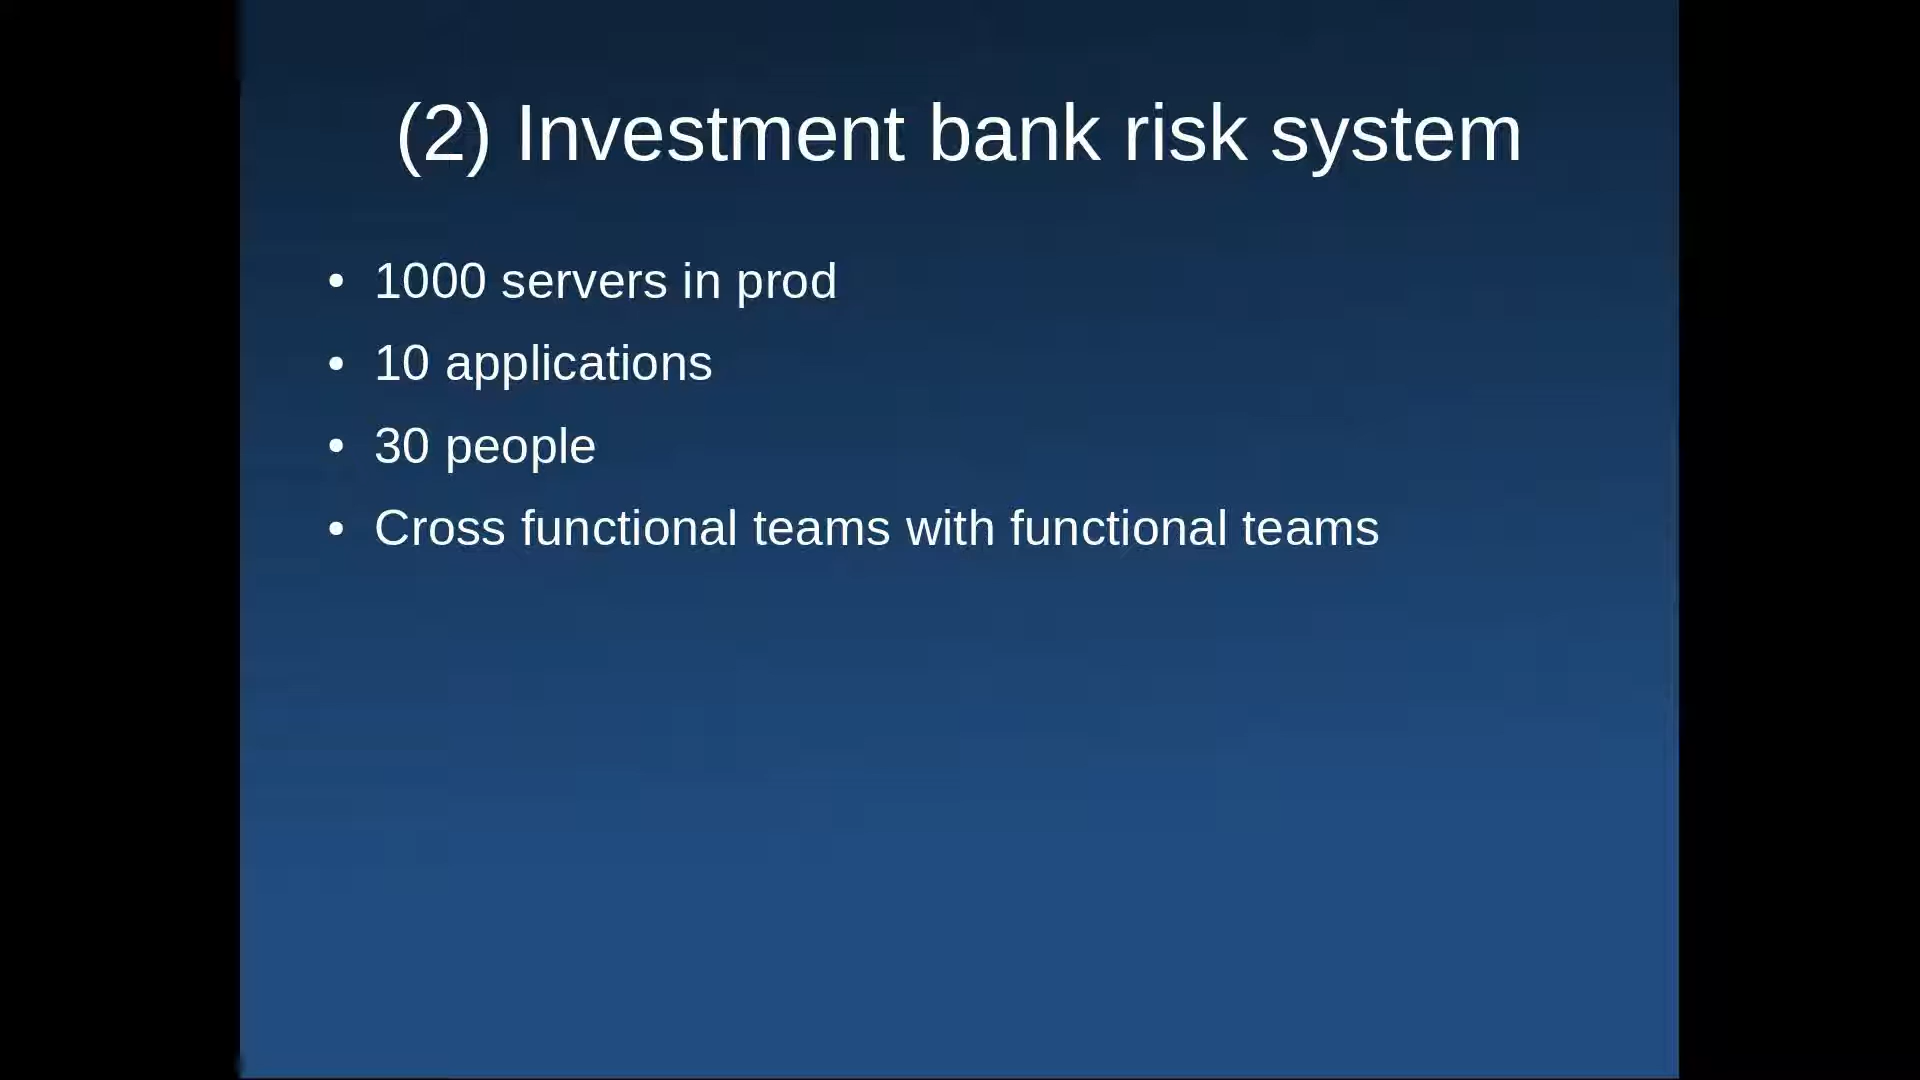 (2) Investment bank risk system
• 1000 servers in prod
• 10 applications
• 30 people
• Cross functional teams with functional teams